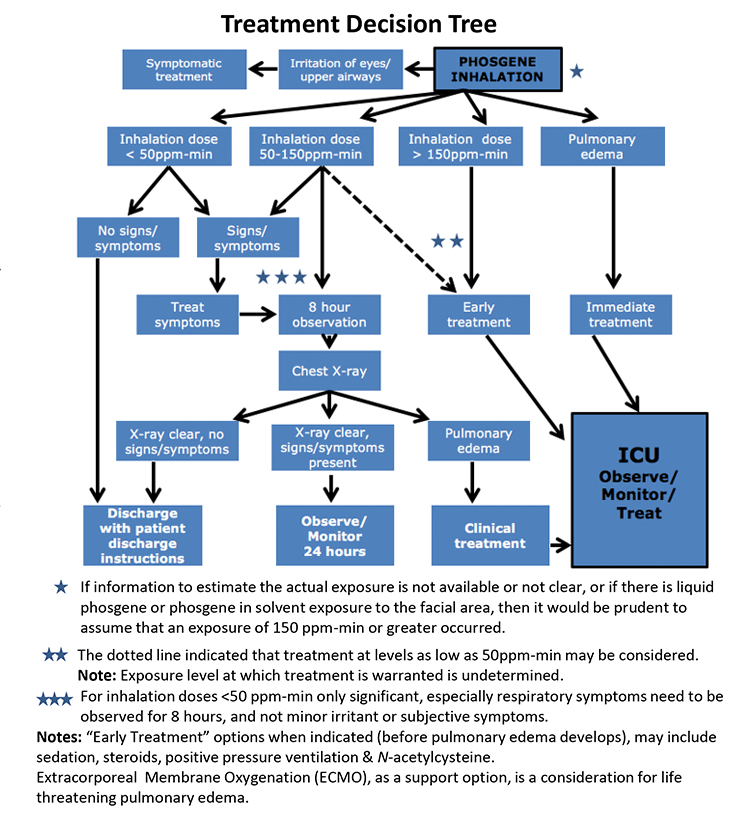 Treatment Decision Tree
Symptomatic
treatment
Irritation of eyes/
upper airways
PHOSGENE
INHALATION
Inhalation dose
< 50ppm-min
Inhalation dose
50-150ppm-min
Inhalation dose
> 150ppm-min
Pulmonary
edema
No signs/
symptoms
Signs/
symptoms
Treat
symptoms
8 hour
observation
Early
treatment
Immediate
treatment
Chest X-ray
X-ray clear, no
signs/symptoms
X-ray clear,
signs/symptoms
present
Pulmonary
edema
ICU
Observe/
Monitor/
Treat
Discharge
with patient
discharge
instructions
Observe/
Monitor
24 hours
Clinical
treatment
If information to estimate the actual exposure is not available or not clear, or if there is liquid
phosgene or phosgene in solvent exposure to the facial area, then it would be prudent to
assume that an exposure of 150 ppm-min or greater occurred.
The dotted line indicated that treatment at levels as low as 50ppm-min may be considered.
Note: Exposure level at which treatment is warranted is undetermined.
For inhalation doses <50 ppm-min only significant, especially respiratory symptoms need to be
observed for 8 hours, and not minor irritant or subjective symptoms.
Notes: “Early Treatment” options when indicated (before pulmonary edema develops), may include
sedation, steroids, positive pressure ventilation & N-acetylcysteine.
Extracorporeal Membrane Oxygenation (ECMO), as a support option, is a consideration for life
threatening pulmonary edema.